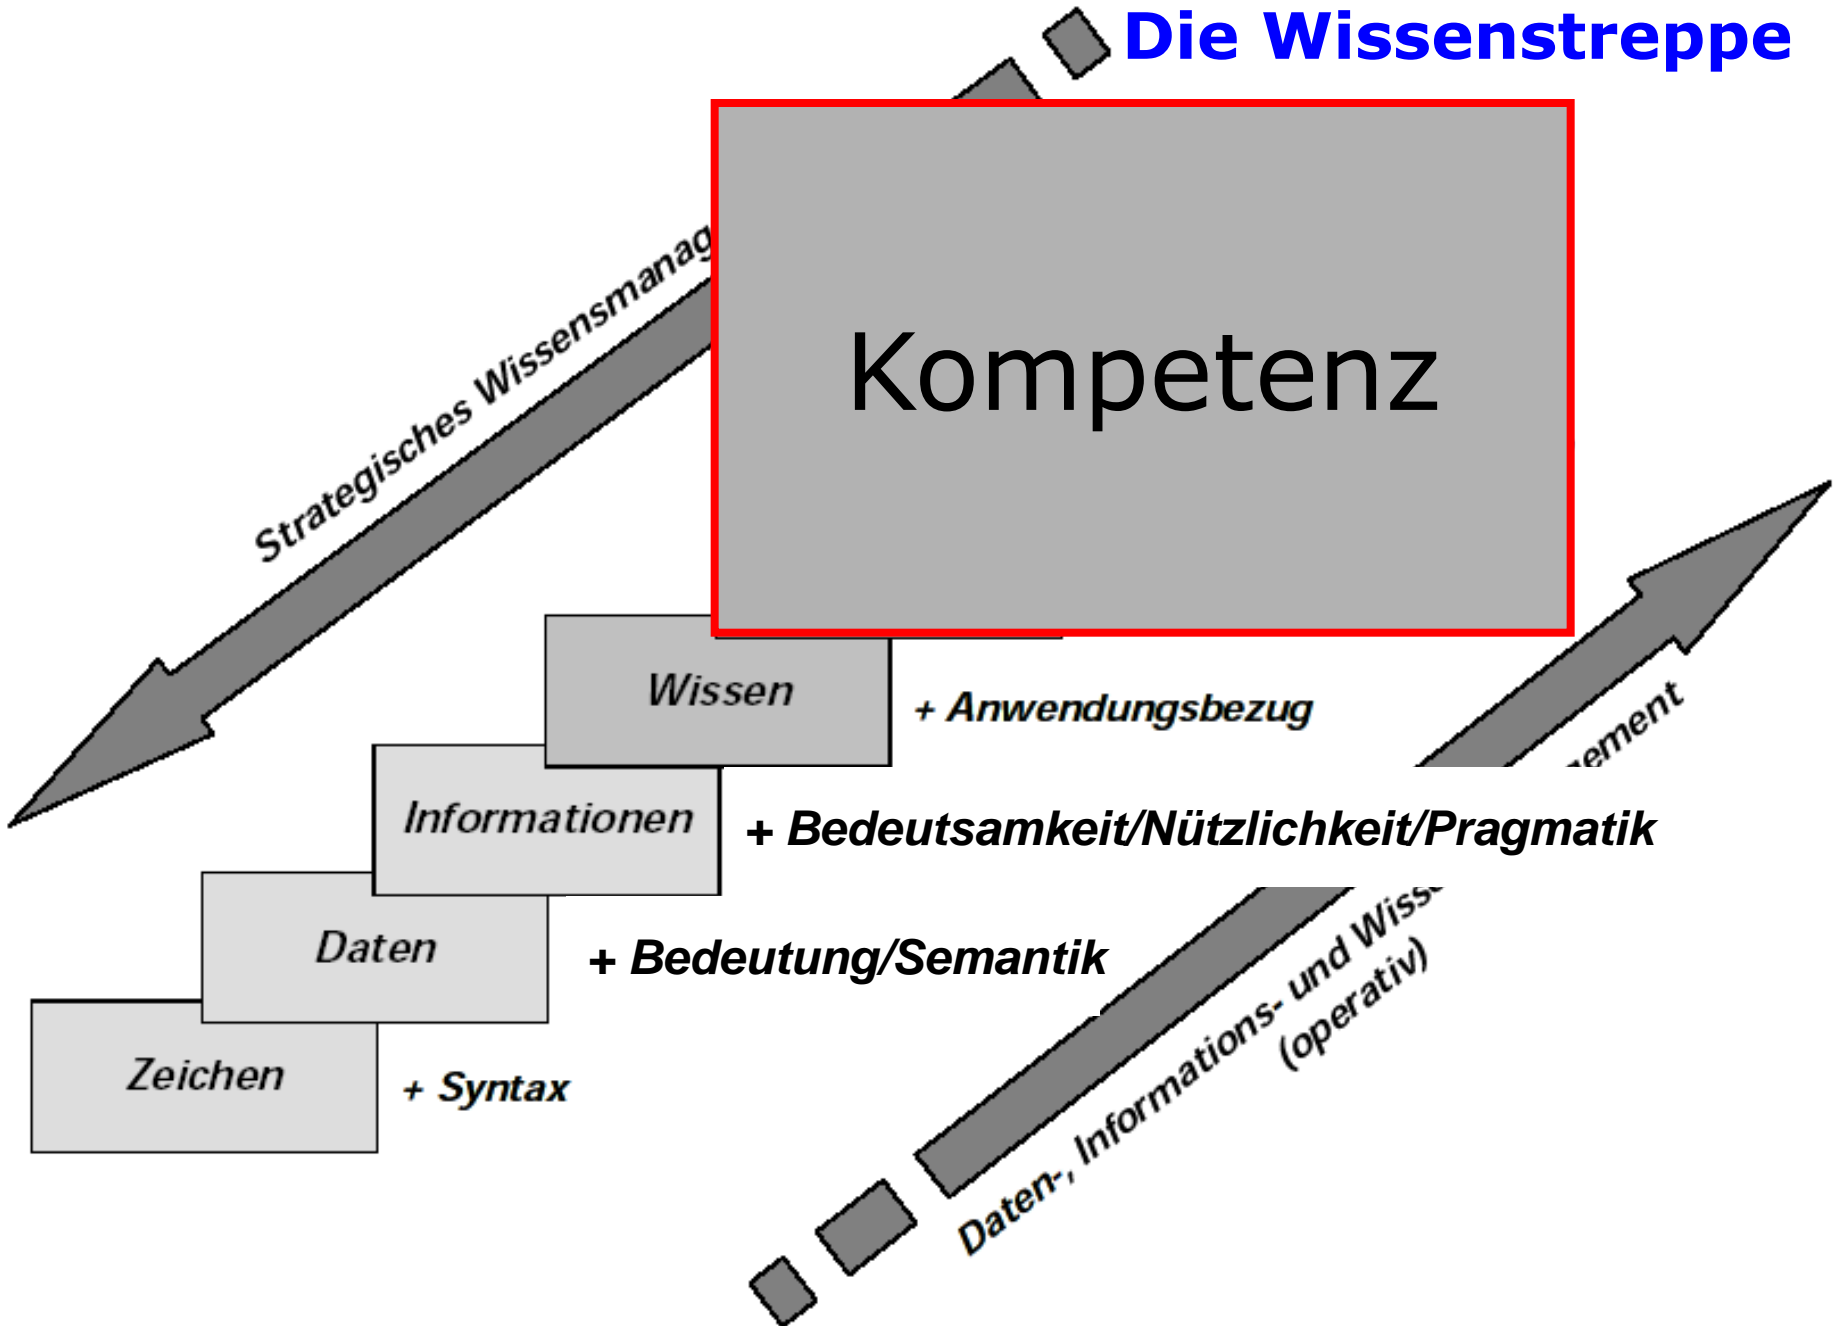 Die Wissenstreppe
Strategisches Wissensmanag
Kompetenz
Wissen
+ Anwendungsbezug
Informationen
+ Bedeutsamkeit/Nützlichkeit/Pragmatik
Daten
+ Bedeutung/Semantik
Zeichen
+ Syntax
Daten-, Informations- und Wiss
(operativ)